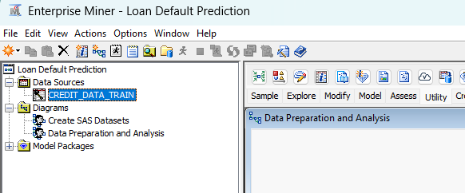 Enterprise Miner - Loan Default Prediction
File Edit View Actions Options Window Help
Loan Default Prediction
Data Sources
CREDIT_DATA_TRAIN
Diagrams
Create SAS Datasets
Data Preparation and Analysis
Model Packages
Sample Explore Modify Model Assess Utility
Data Preparation and Analysis